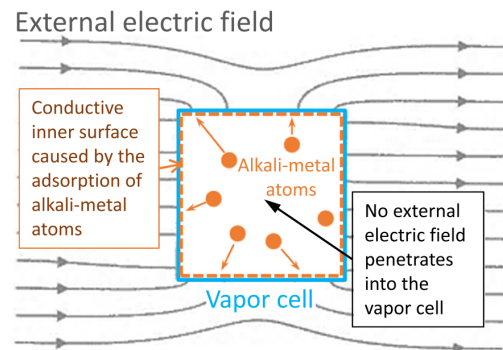 External electric field
Conductive
inner surface
caused by the
adsorption of
alkali-metal
atoms
Alkali-metal
atoms
No external
electric field
penetrates
into the
vapor cell
Vapor cell